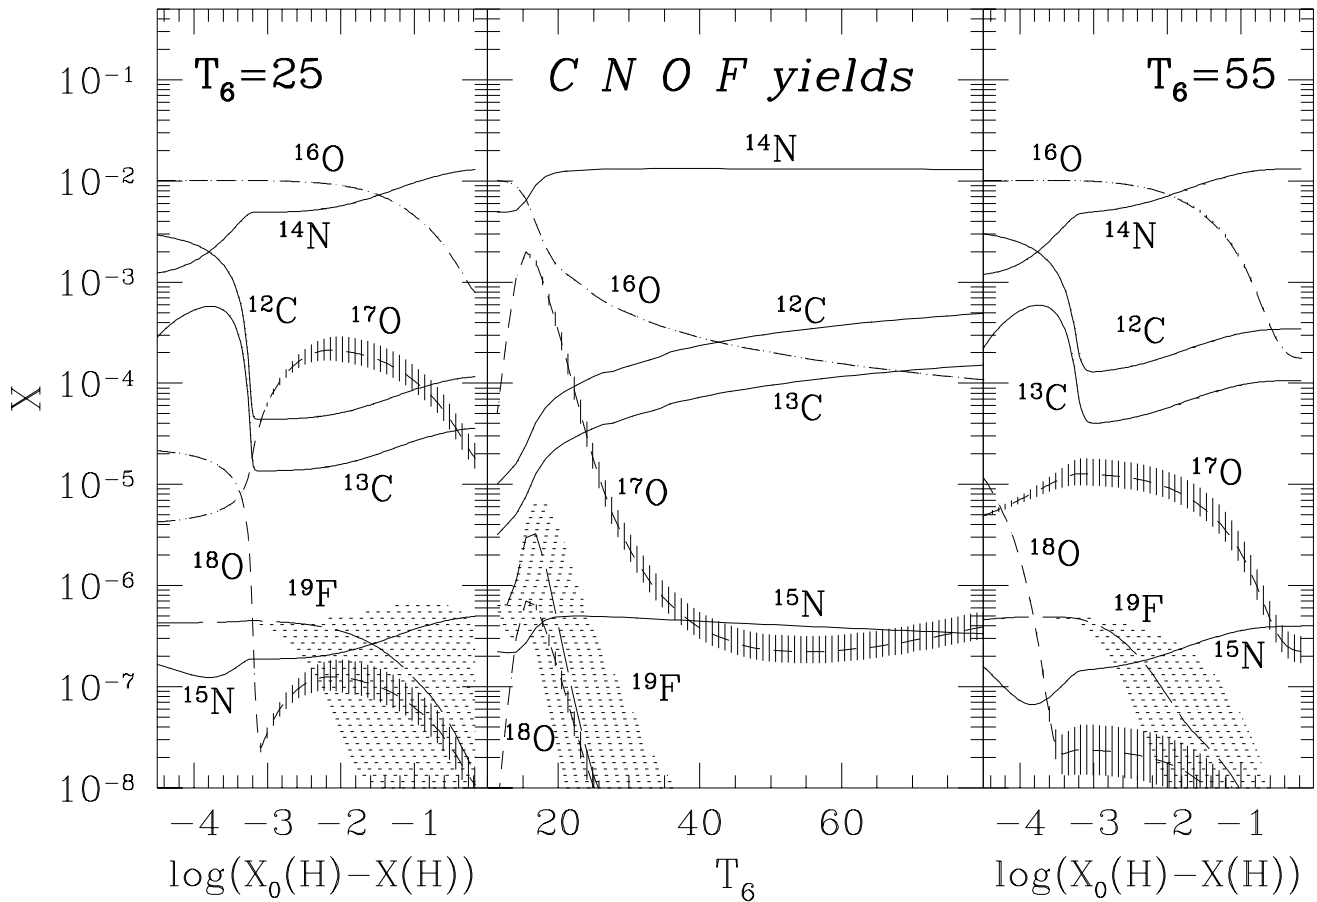 T₆=25
C N O F yields
T₆=55
10⁻¹
10⁻²
10⁻³
10⁻⁴
10⁻⁵
10⁻⁶
10⁻⁷
10⁻⁸
X
¹⁶O
¹⁴N
¹²C
¹⁷O
¹³C
¹⁸O
¹⁹F
¹⁵N
¹⁴N
¹⁶O
¹²C
¹³C
¹⁷O
¹⁵N
¹⁹F
¹⁸O
¹⁶O
¹⁴N
¹²C
¹³C
¹⁷O
¹⁸O
¹⁹F
¹⁵N
−4 −3 −2 −1
20 40 60
−4 −3 −2 −1
log(X₀(H)−X(H))
T₆
log(X₀(H)−X(H))